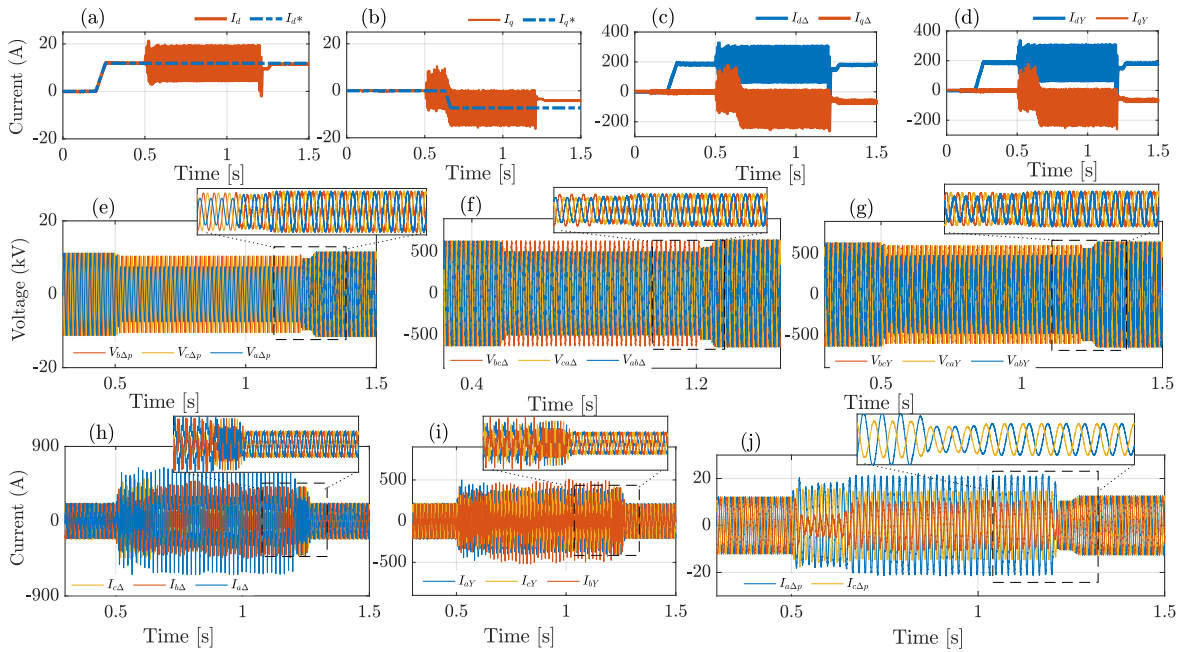 (a) I_d I_d*
(b) I_q I_q*
(c) I_dΔ I_qΔ
(d) I_dY I_qY
Current (A)
20
0
-20
0 0.5 1 1.5
Time [s]
20
0
-20
0 0.5 1 1.5
Time [s]
400
200
0
-200
0 0.5 1 1.5
Time [s]
400
200
0
-200
0 0.5 1 1.5
Time [s]
(e)
Voltage (kV)
20
10
0
-10
-20
V_bΔp V_cΔp V_aΔp
0.5 1 1.5
Time [s]
(f)
500
0
-500
V_bcΔ V_caΔ V_abΔ
0.4 1.2
Time [s]
(g)
500
0
-500
V_bcY V_caY V_abY
0.5 1 1.5
Time [s]
(h)
Current (A)
900
450
0
-450
-900
I_cΔ I_bΔ I_aΔ
0.5 1 1.5
Time [s]
(i)
500
0
-500
I_aY I_cY I_bY
0.5 1 1.5
Time [s]
(j)
20
10
0
-10
-30
I_aΔp I_cΔp
0.5 1 1.5
Time [s]